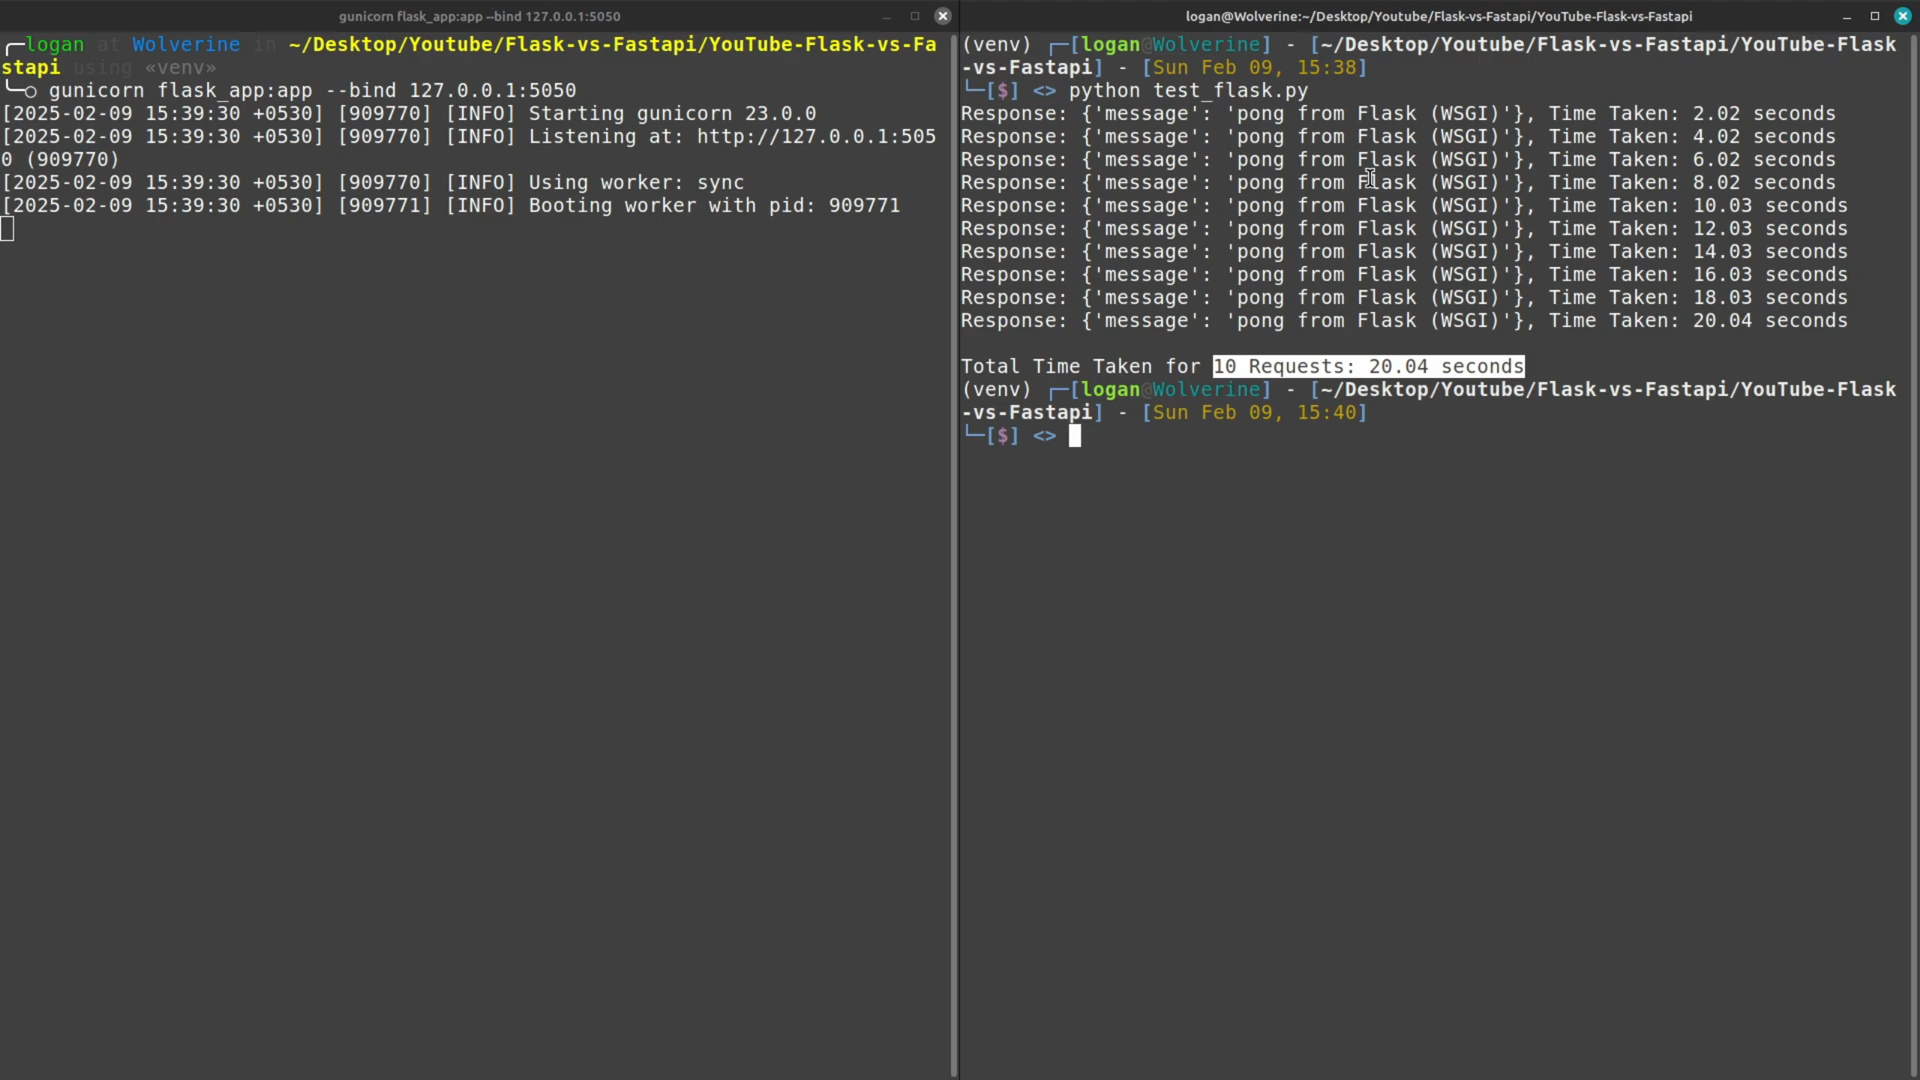 gunicorn flask_app:app --bind 127.0.0.1:5050
logan at Wolverine in ~/Desktop/Youtube/Flask-vs-Fastapi/YouTube-Flask-vs-Fa
stapi using «venv»
gunicorn flask_app:app --bind 127.0.0.1:5050
[2025-02-09 15:39:30 +0530] [909770] [INFO] Starting gunicorn 23.0.0
[2025-02-09 15:39:30 +0530] [909770] [INFO] Listening at: http://127.0.0.1:505
0 (909770)
[2025-02-09 15:39:30 +0530] [909770] [INFO] Using worker: sync
[2025-02-09 15:39:30 +0530] [909771] [INFO] Booting worker with pid: 909771
logan@Wolverine:~/Desktop/Youtube/Flask-vs-Fastapi/YouTube-Flask-vs-Fastapi
(venv) ┌─[logan@Wolverine] - [~/Desktop/Youtube/Flask-vs-Fastapi/YouTube-Flask
-vs-Fastapi] - [Sun Feb 09, 15:38]
└─[$] <> python test_flask.py
Response: {'message': 'pong from Flask (WSGI)'}, Time Taken: 2.02 seconds
Response: {'message': 'pong from Flask (WSGI)'}, Time Taken: 4.02 seconds
Response: {'message': 'pong from Flask (WSGI)'}, Time Taken: 6.02 seconds
Response: {'message': 'pong from Flask (WSGI)'}, Time Taken: 8.02 seconds
Response: {'message': 'pong from Flask (WSGI)'}, Time Taken: 10.03 seconds
Response: {'message': 'pong from Flask (WSGI)'}, Time Taken: 12.03 seconds
Response: {'message': 'pong from Flask (WSGI)'}, Time Taken: 14.03 seconds
Response: {'message': 'pong from Flask (WSGI)'}, Time Taken: 16.03 seconds
Response: {'message': 'pong from Flask (WSGI)'}, Time Taken: 18.03 seconds
Response: {'message': 'pong from Flask (WSGI)'}, Time Taken: 20.04 seconds
Total Time Taken for 10 Requests: 20.04 seconds
(venv) ┌─[logan@Wolverine] - [~/Desktop/Youtube/Flask-vs-Fastapi/YouTube-Flask
-vs-Fastapi] - [Sun Feb 09, 15:40]
└─[$] <>